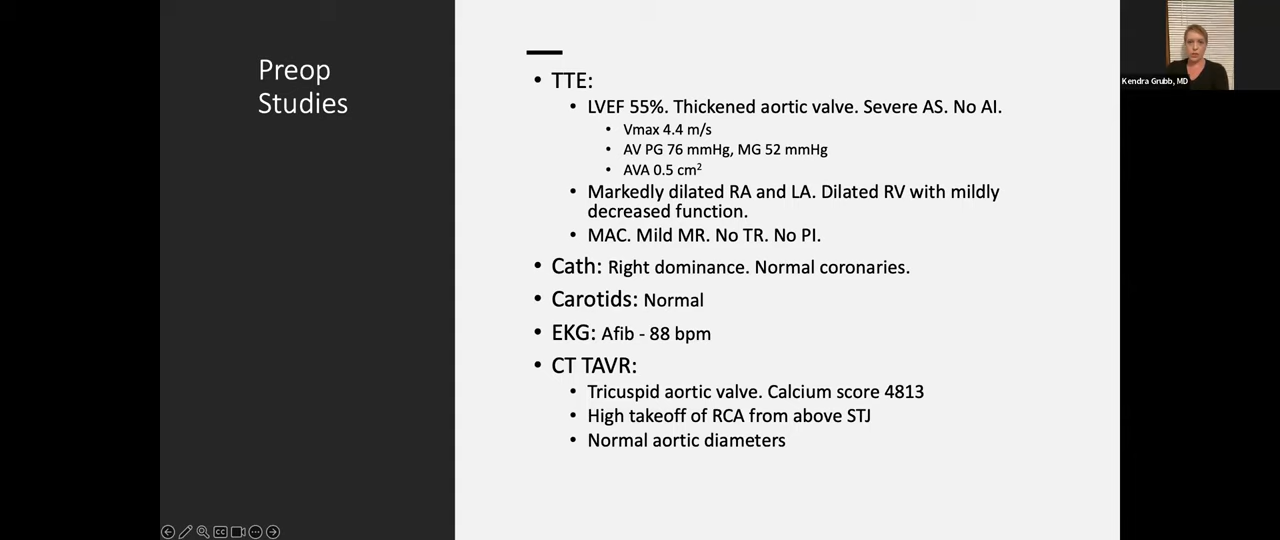 Preop
Studies
• TTE:
• LVEF 55%. Thickened aortic valve. Severe AS. No AI.
• Vmax 4.4 m/s
• AV PG 76 mmHg, MG 52 mmHg
• AVA 0.5 cm²
• Markedly dilated RA and LA. Dilated RV with mildly
decreased function.
• MAC. Mild MR. No TR. No PI.
• Cath: Right dominance. Normal coronaries.
• Carotids: Normal
• EKG: Afib - 88 bpm
• CT TAVR:
• Tricuspid aortic valve. Calcium score 4813
• High takeoff of RCA from above STJ
• Normal aortic diameters
Kendra Grubb, MD
CC